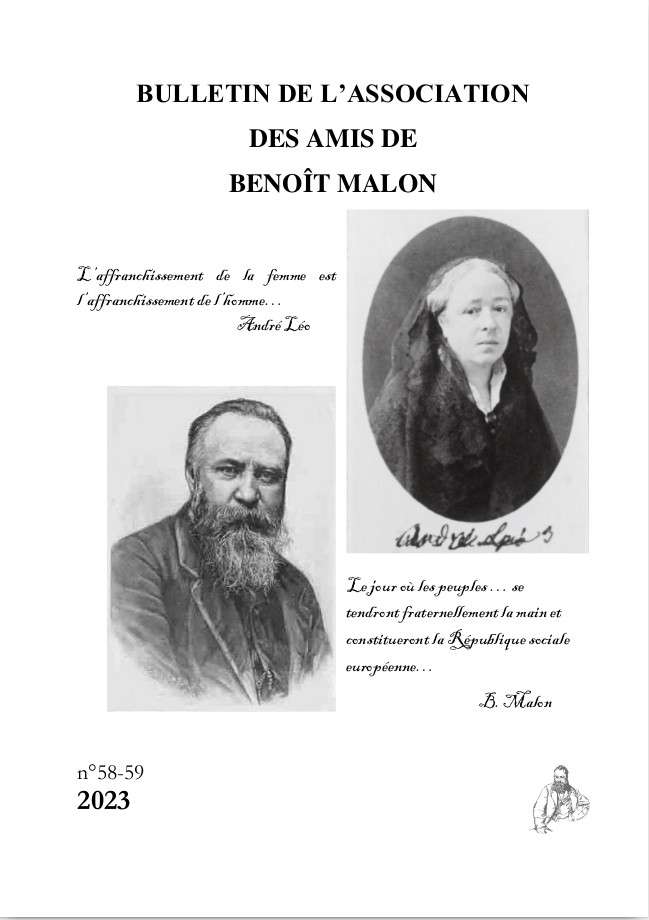 BULLETIN DE L’ASSOCIATION
DES AMIS DE
BENOÎT MALON
L’affranchissement de la femme est
l’affranchissement de l’homme…
André Léo
André Léo
Le jour où les peuples … se
tendront fraternellement la main et
constitueront la République sociale
européenne…
B. Malon
n°58-59
2023